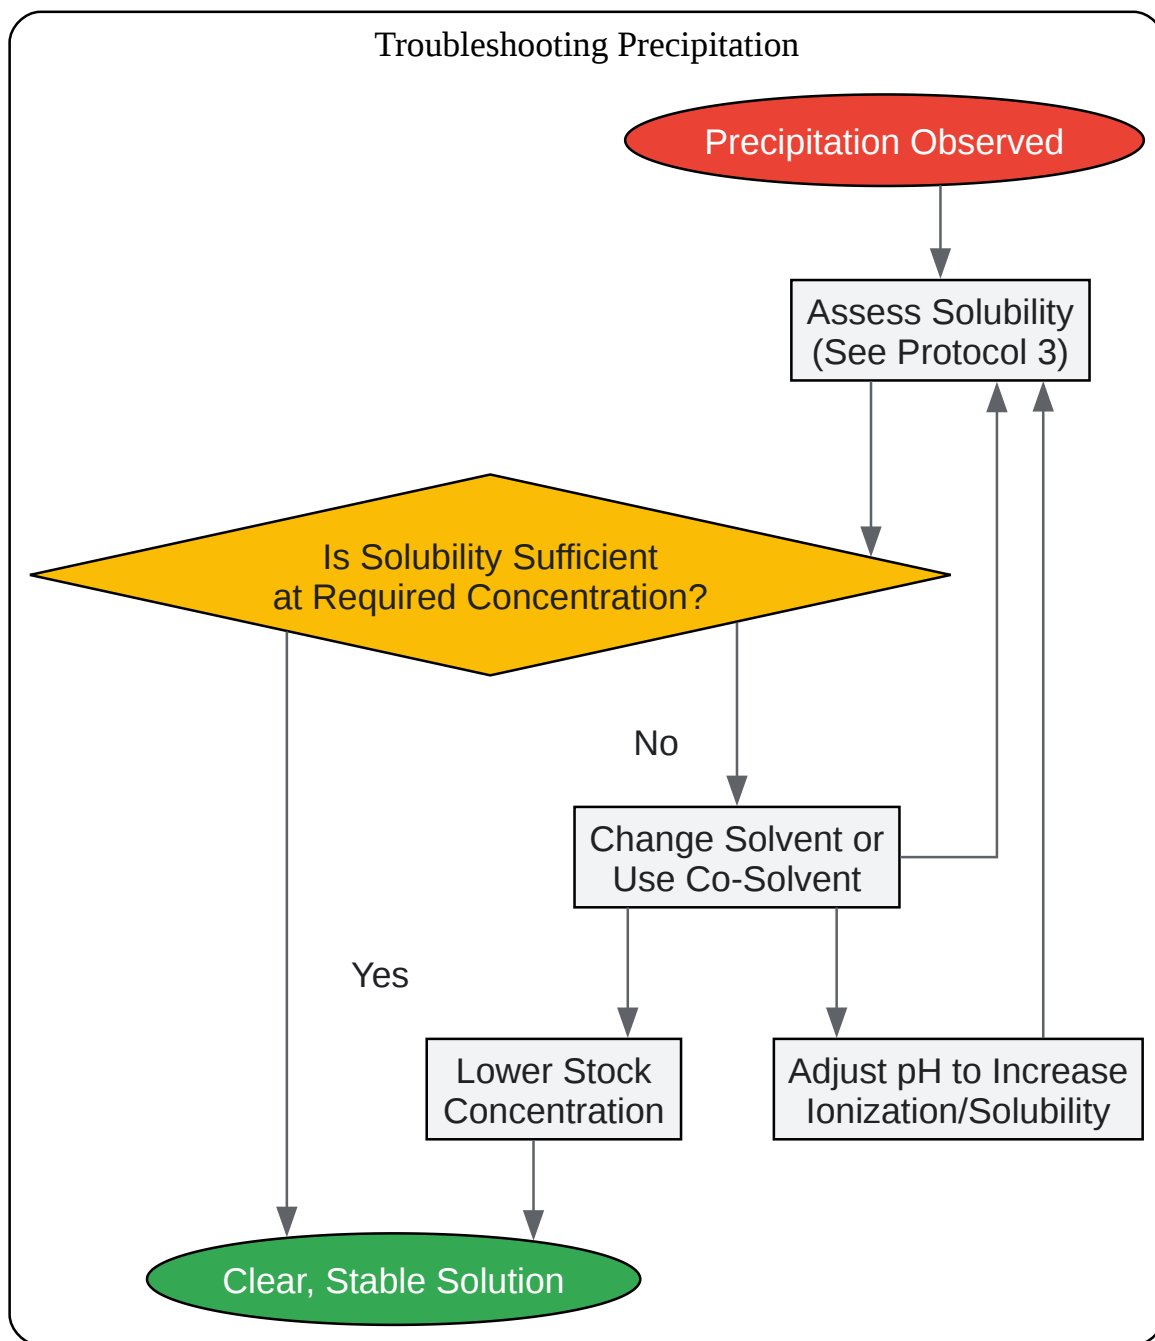 Troubleshooting Precipitation
Precipitation Observed
Assess Solubility
(See Protocol 3)
Is Solubility Sufficient
at Required Concentration?
No
Change Solvent or
Use Co-Solvent
Yes
Lower Stock
Concentration
Adjust pH to Increase
Ionization/Solubility
Clear, Stable Solution